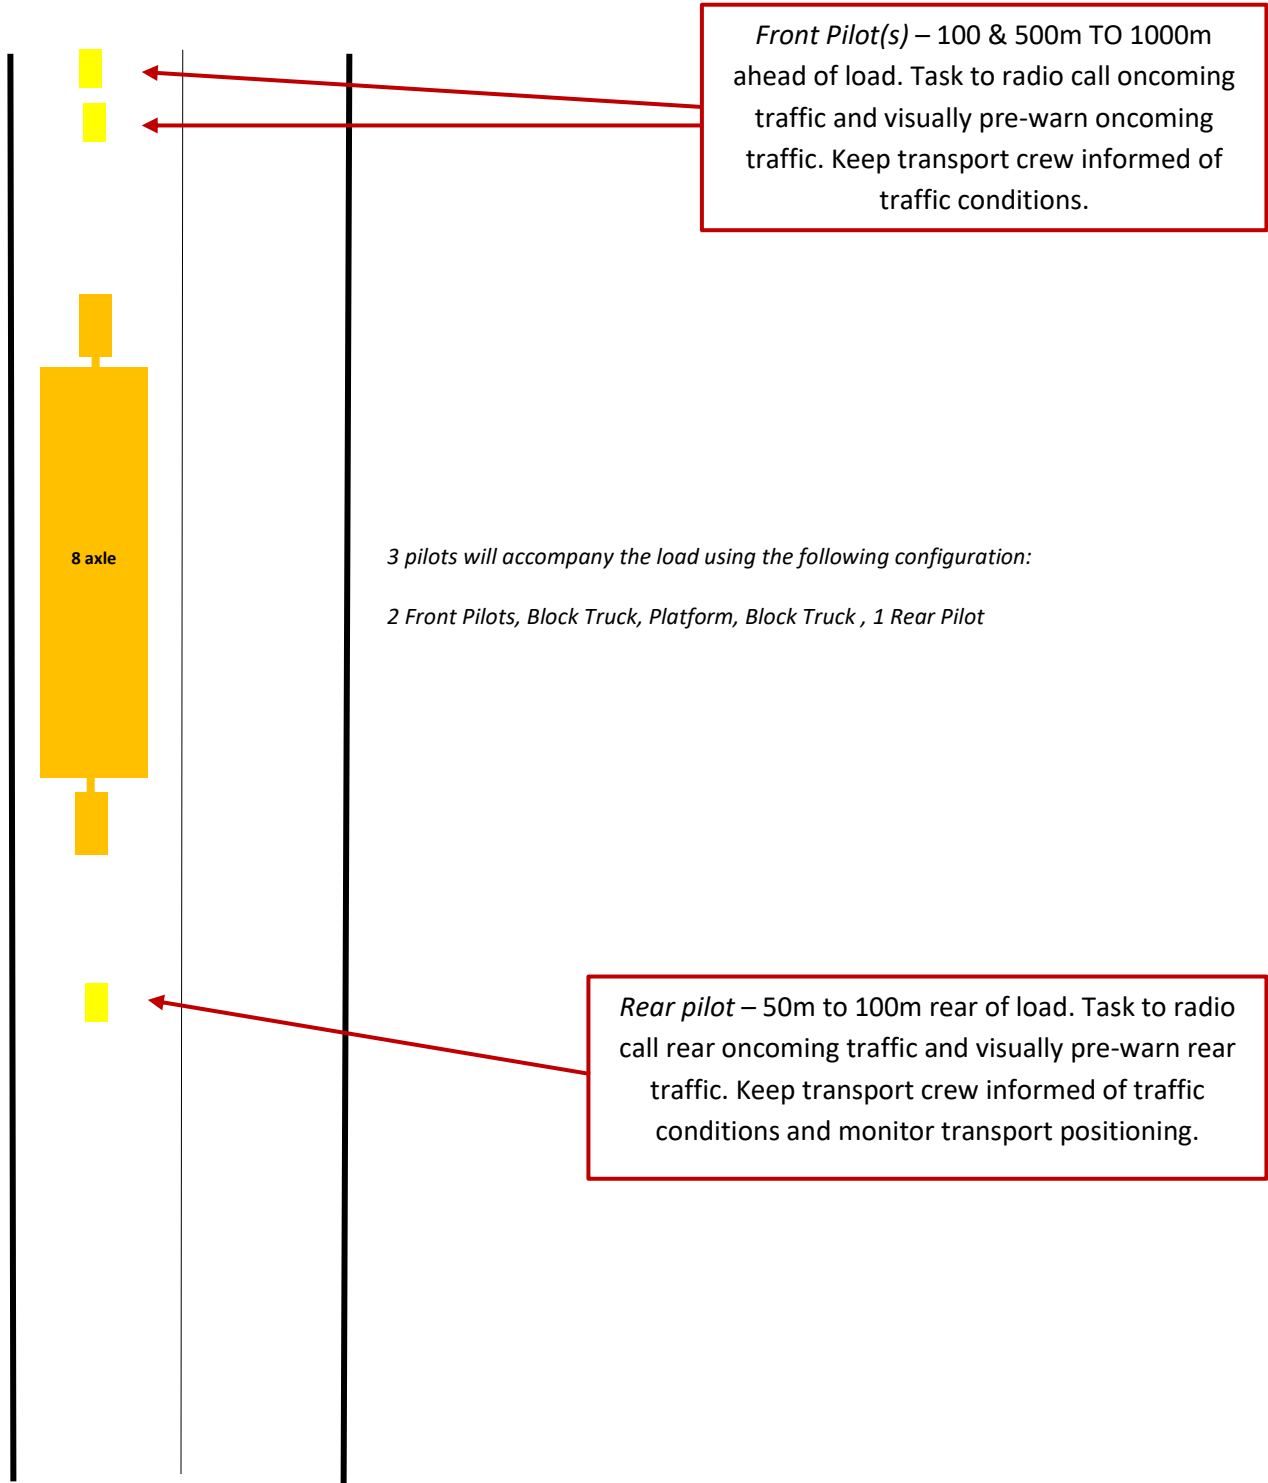 Front Pilot(s) – 100 & 500m TO 1000m
ahead of load. Task to radio call oncoming
traffic and visually pre-warn oncoming
traffic. Keep transport crew informed of
traffic conditions.
8 axle
3 pilots will accompany the load using the following configuration:
2 Front Pilots, Block Truck, Platform, Block Truck , 1 Rear Pilot
Rear pilot – 50m to 100m rear of load. Task to radio
call rear oncoming traffic and visually pre-warn rear
traffic. Keep transport crew informed of traffic
conditions and monitor transport positioning.